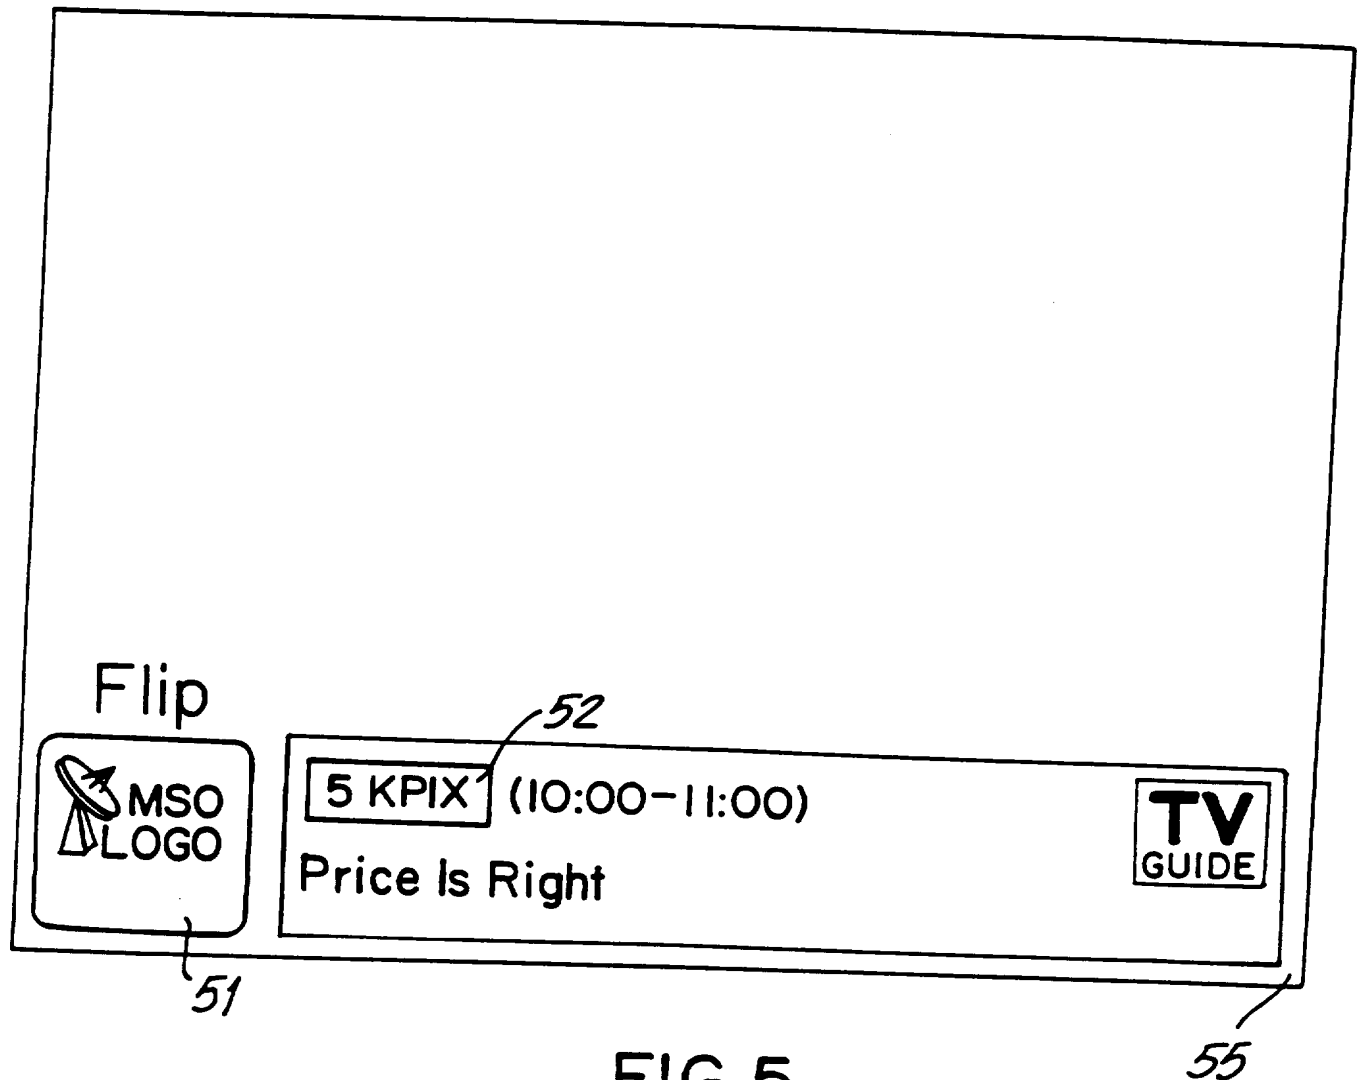 Flip
52
MSO
LOGO
5 KPIX (10:00-11:00)
Price Is Right
TV
GUIDE
51
55
FIG.5